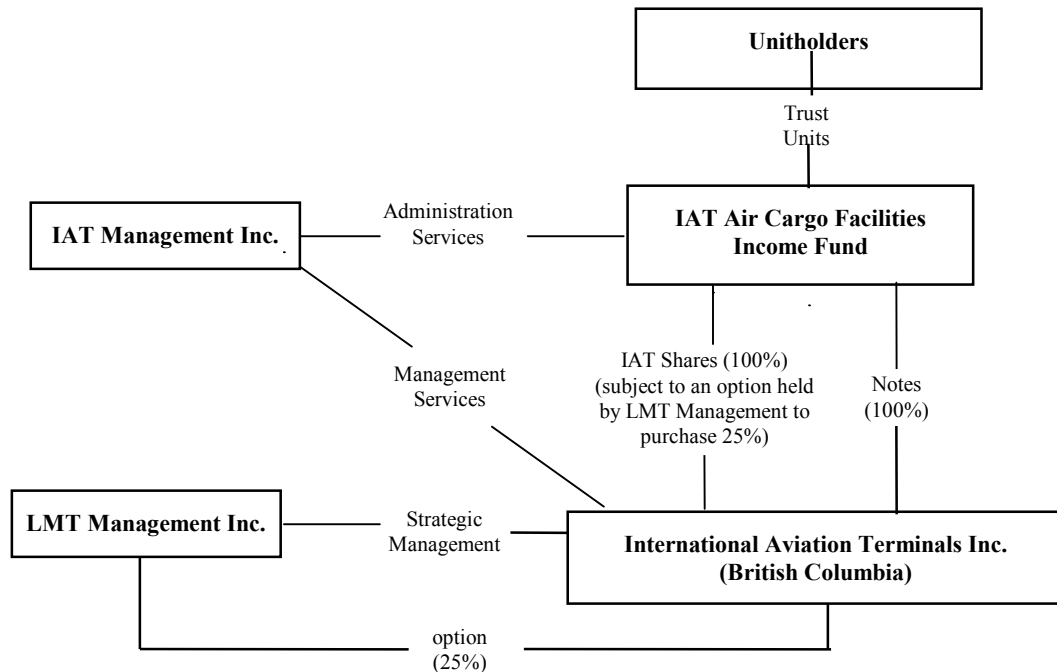 Unitholders
Trust
Units
IAT Management Inc.
Administration
Services
IAT Air Cargo Facilities
Income Fund
Management
Services
IAT Shares (100%)
(subject to an option held
by LMT Management to
purchase 25%)
Notes
(100%)
LMT Management Inc.
Strategic
Management
International Aviation Terminals Inc.
(British Columbia)
option
(25%)